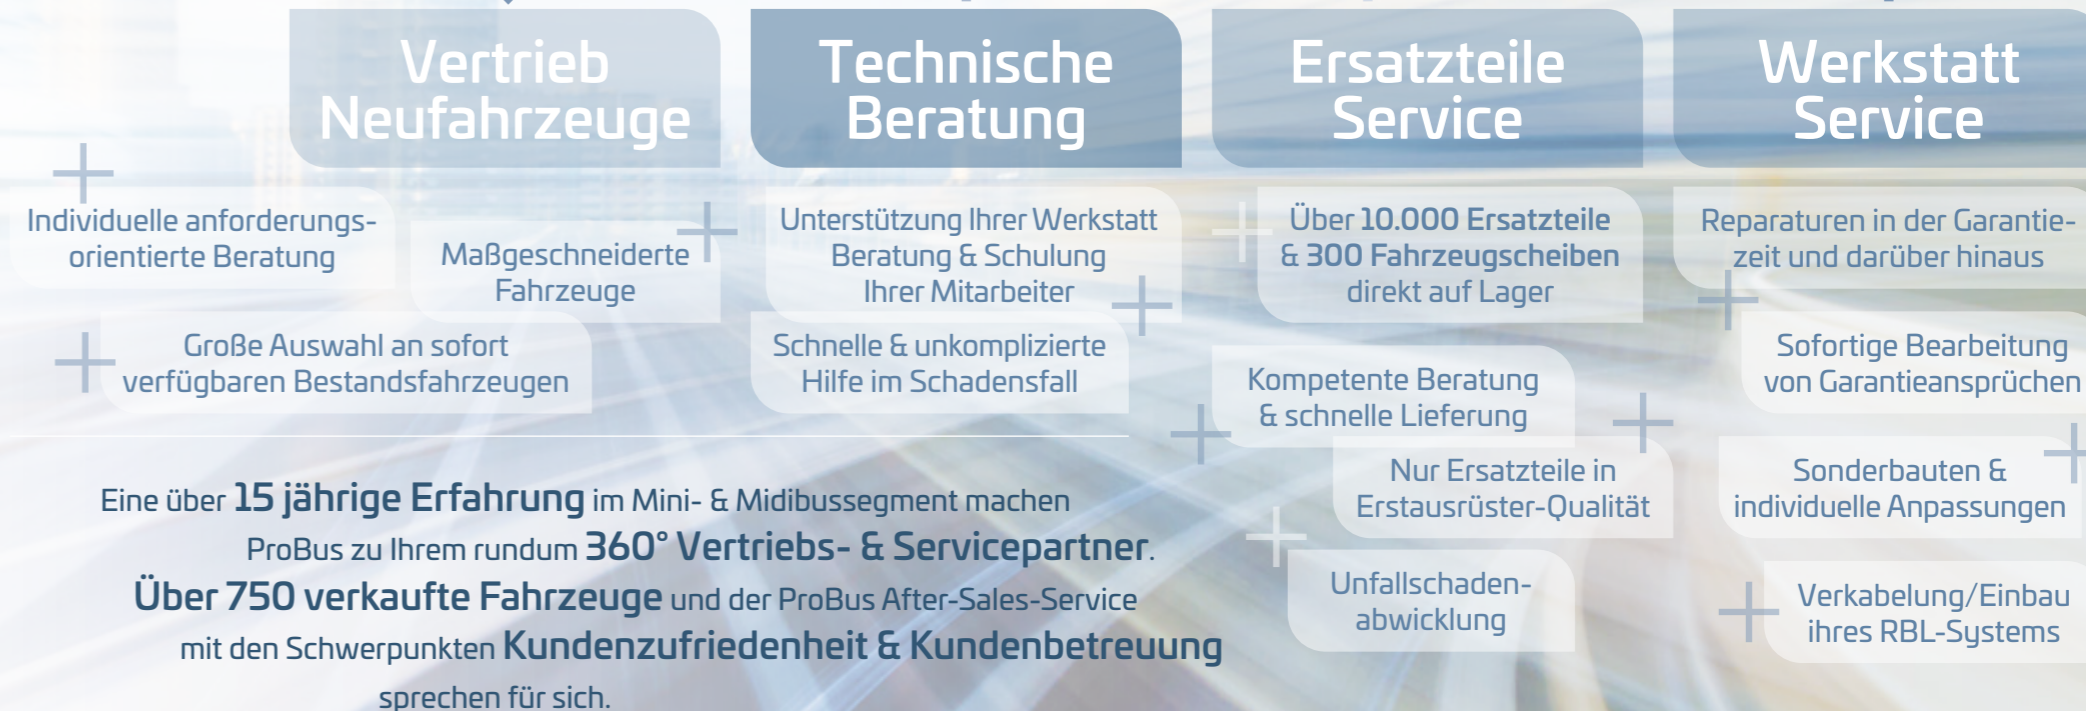 Vertrieb
Neufahrzeuge
Individuelle anforderungs-
orientierte Beratung
Maßgeschneiderte
Fahrzeuge
Große Auswahl an sofort
verfügbaren Bestandsfahrzeugen
Technische
Beratung
Unterstützung Ihrer Werkstatt
Beratung & Schulung
Ihrer Mitarbeiter
Schnelle & unkomplizierte
Hilfe im Schadensfall
Ersatzteile
Service
Über 10.000 Ersatzteile
& 300 Fahrzeugscheiben
direkt auf Lager
Kompetente Beratung
& schnelle Lieferung
Nur Ersatzteile in
Erstausrüster-Qualität
Unfallschaden-
abwicklung
Werkstatt
Service
Reparaturen in der Garantie-
zeit und darüber hinaus
Sofortige Bearbeitung
von Garantieansprüchen
Sonderbauten &
individuelle Anpassungen
Verkabelung/Einbau
ihres RBL-Systems
Eine über 15 jährige Erfahrung im Mini- & Midibussegment machen
ProBus zu Ihrem rundum 360° Vertriebs- & Servicepartner.
Über 750 verkaufte Fahrzeuge und der ProBus After-Sales-Service
mit den Schwerpunkten Kundenzufriedenheit & Kundenbetreuung
sprechen für sich.